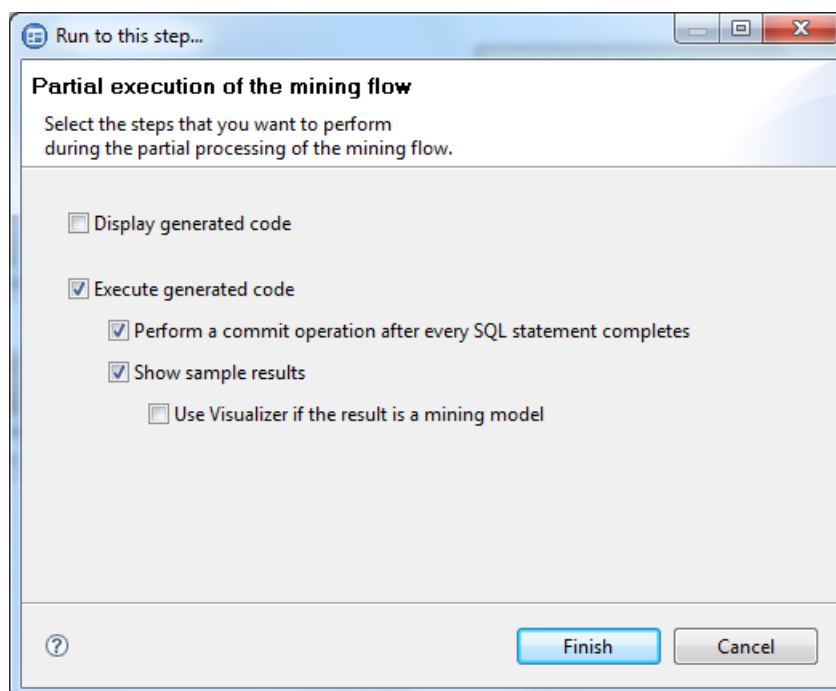 Run to this step...
Partial execution of the mining flow
Select the steps that you want to perform
during the partial processing of the mining flow.
Display generated code
Execute generated code
Perform a commit operation after every SQL statement completes
Show sample results
Use Visualizer if the result is a mining model
?
Finish
Cancel